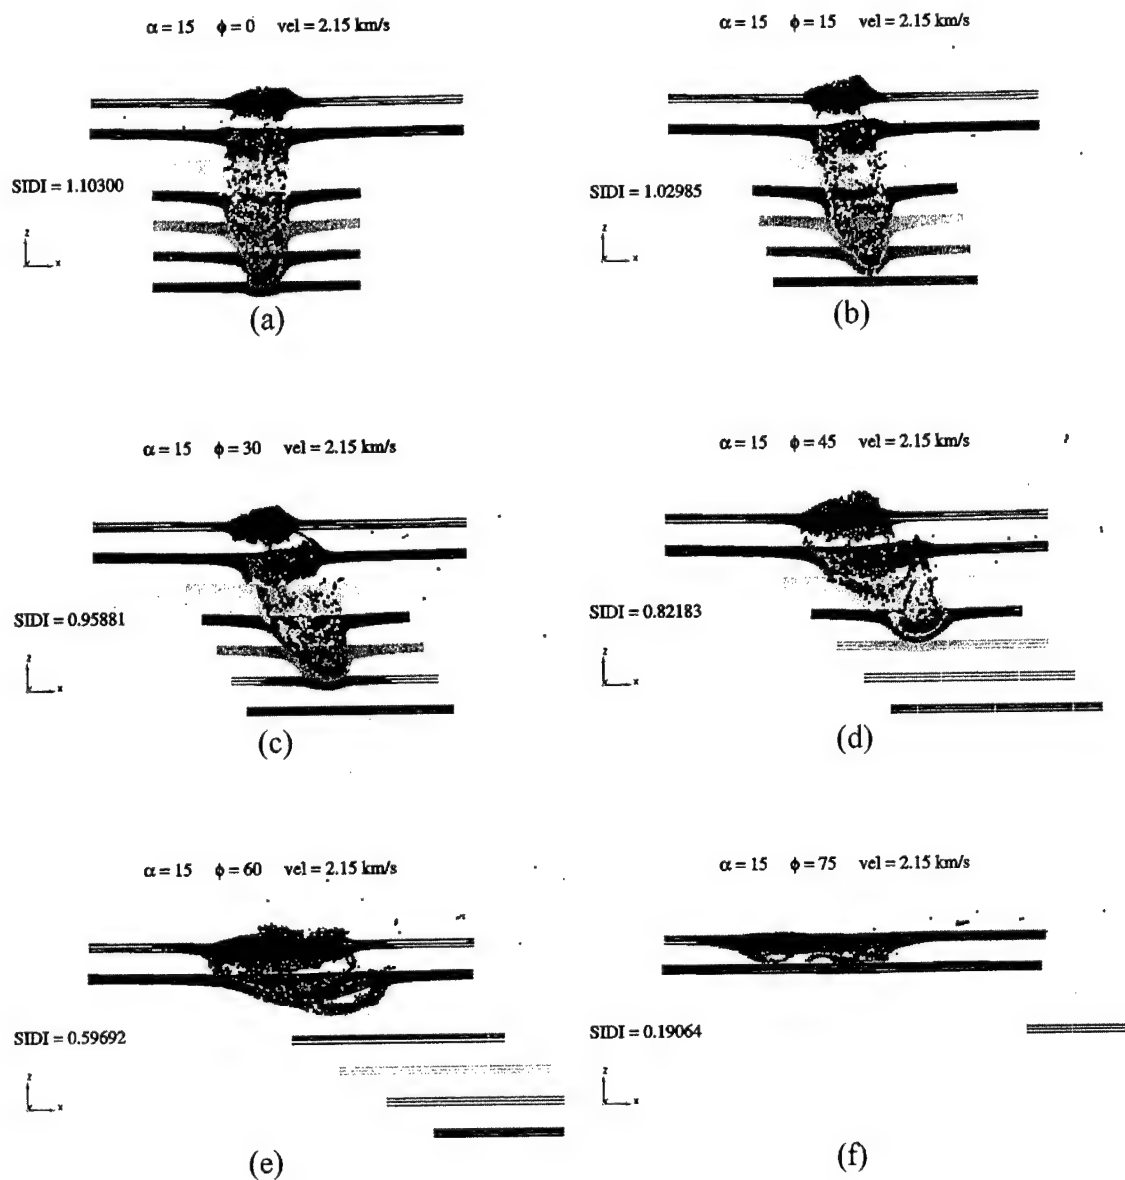 α = 15 ϕ = 0 vel = 2.15 km/s
SIDI = 1.10300
z
x
(a)
α = 15 ϕ = 15 vel = 2.15 km/s
SIDI = 1.02985
z
x
(b)
α = 15 ϕ = 30 vel = 2.15 km/s
SIDI = 0.95881
z
x
(c)
α = 15 ϕ = 45 vel = 2.15 km/s
SIDI = 0.82183
z
x
(d)
α = 15 ϕ = 60 vel = 2.15 km/s
SIDI = 0.59692
z
x
(e)
α = 15 ϕ = 75 vel = 2.15 km/s
SIDI = 0.19064
z
x
(f)